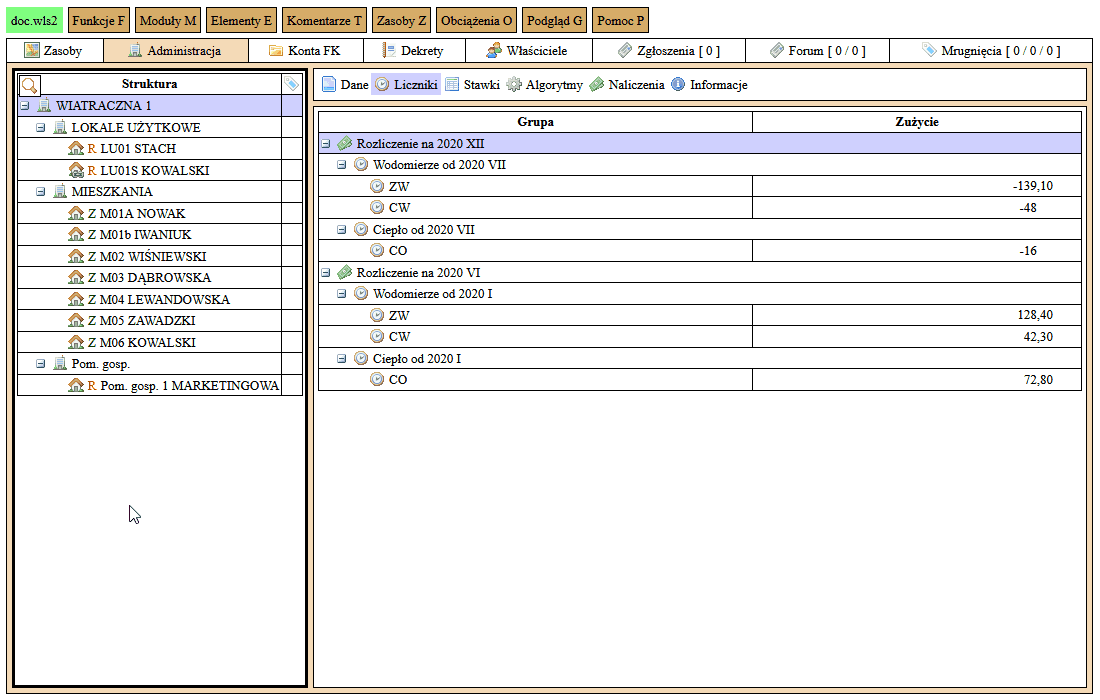 doc.wls2 Funkcje F Moduły M Elementy E Komentarze T Zasoby Z Obciążenia O Podgląd G Pomoc P
Zasoby Administracja Konta FK Dekrety Właściciele Zgłoszenia [ 0 ] Forum [ 0 / 0 ] Mrugnięcia [ 0 / 0 / 0 ]
Struktura
WIATRACZNA 1
LOKALE UŻYTKOWE
R LU01 STACH
R LU01S KOWALSKI
MIESZKANIA
Z M01A NOWAK
Z M01b IWANIUK
Z M02 WIŚNIEWSKI
Z M03 DĄBROWSKA
Z M04 LEWANDOWSKA
Z M05 ZAWADZKI
Z M06 KOWALSKI
Pom. gosp.
R Pom. gosp. 1 MARKETINGOWA
Dane Liczniki Stawki Algorytmy Naliczenia Informacje
Grupa Zużycie
Rozliczenie na 2020 XII
Wodomierze od 2020 VII
ZW -139,10
CW -48
Ciepło od 2020 VII
CO -16
Rozliczenie na 2020 VI
Wodomierze od 2020 I
ZW 128,40
CW 42,30
Ciepło od 2020 I
CO 72,80